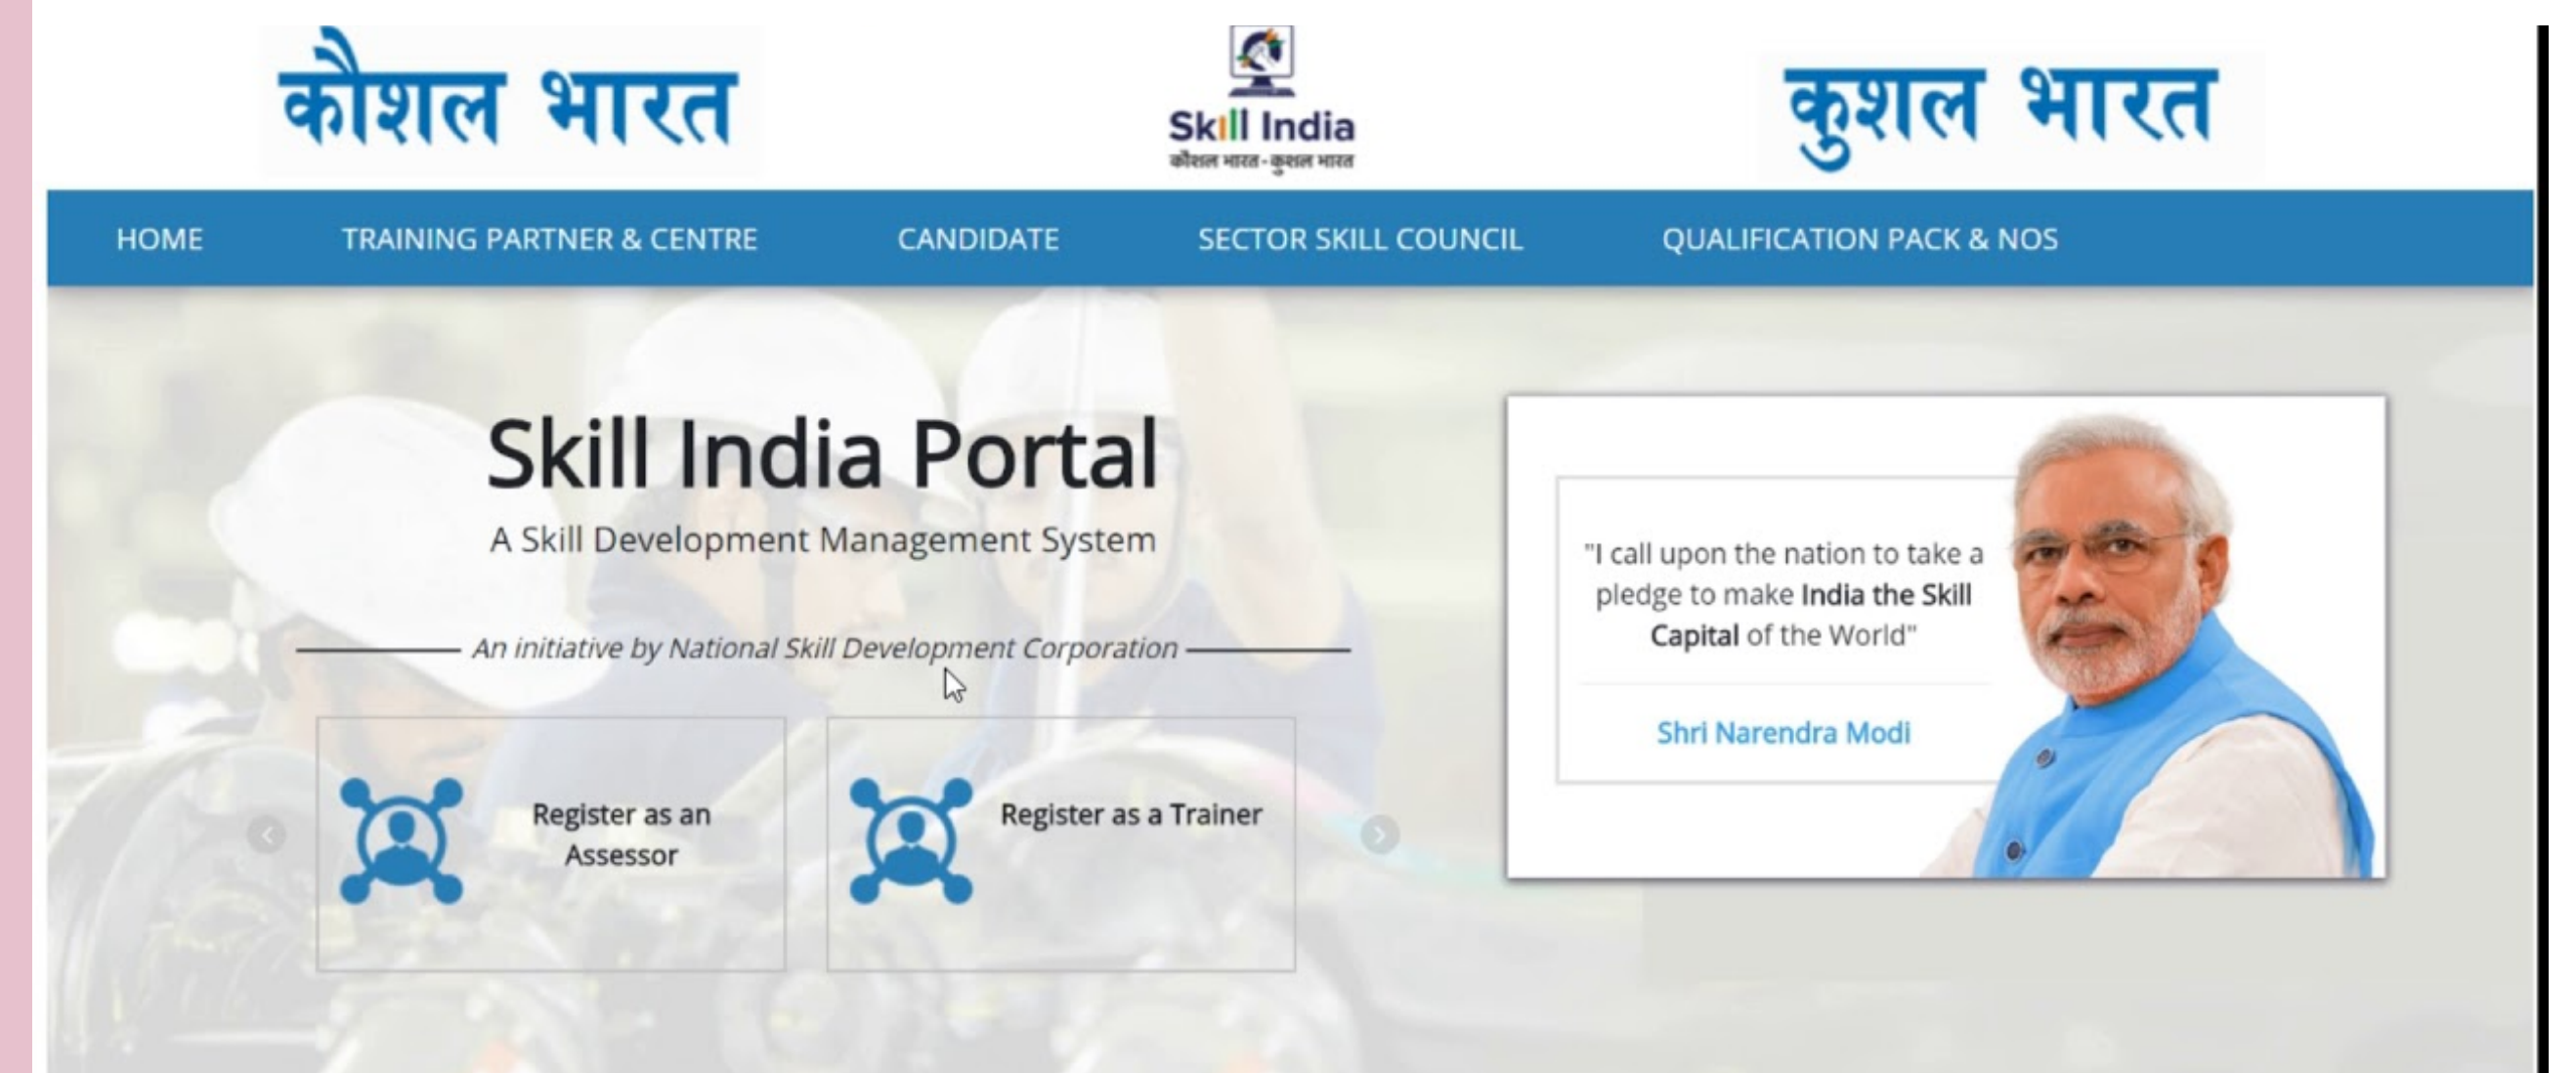 कौशल भारत
Skill India
कौशल भारत - कुशल भारत
कुशल भारत
HOME
TRAINING PARTNER & CENTRE
CANDIDATE
SECTOR SKILL COUNCIL
QUALIFICATION PACK & NOS
Skill India Portal
A Skill Development Management System
An initiative by National Skill Development Corporation
Register as an
Assessor
Register as a Trainer
"I call upon the nation to take a
pledge to make India the Skill
Capital of the World"
Shri Narendra Modi